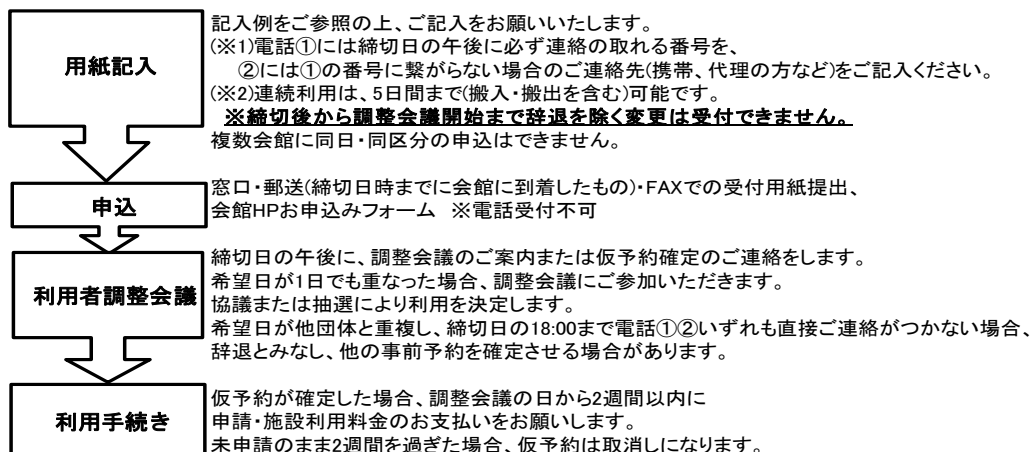 用紙記入
記入例をご参照の上、ご記入をお願いいたします。
(※1)電話①には締切日の午後に必ず連絡の取れる番号を、
②には①の番号に繋がらない場合のご連絡先(携帯、代理の方など)をご記入ください。
(※2)連続利用は、5日間まで(搬入・搬出を含む)可能です。
※締切後から調整会議開始まで辞退を除く変更は受付できません。
複数会館に同日・同区分の申込はできません。
申込
窓口・郵送(締切日時までに会館に到着したもの)・FAXでの受付用紙提出、
会館HPお申込みフォーム ※電話受付不可
利用者調整会議
締切日の午後に、調整会議のご案内または仮予約確定のご連絡をします。
希望日が1日でも重なった場合、調整会議にご参加いただきます。
協議または抽選により利用を決定します。
希望日が他団体と重複し、締切日の18:00まで電話①②いずれも直接ご連絡がつかない場合、
辞退とみなし、他の事前予約を確定させる場合があります。
利用手続き
仮予約が確定した場合、調整会議の日から2週間以内に
申請・施設利用料金のお支払いをお願いします。
未申請のまま2週間を過ぎた場合、仮予約は取消しになります。